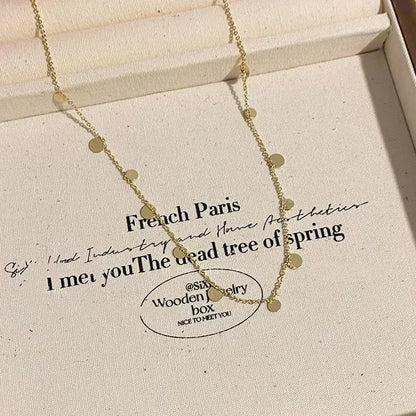 French Paris
Industry and Home Aesthetics
I met youThe dead tree of spring
@six
Wooden jewelry
box
NICE TO MEET YOU